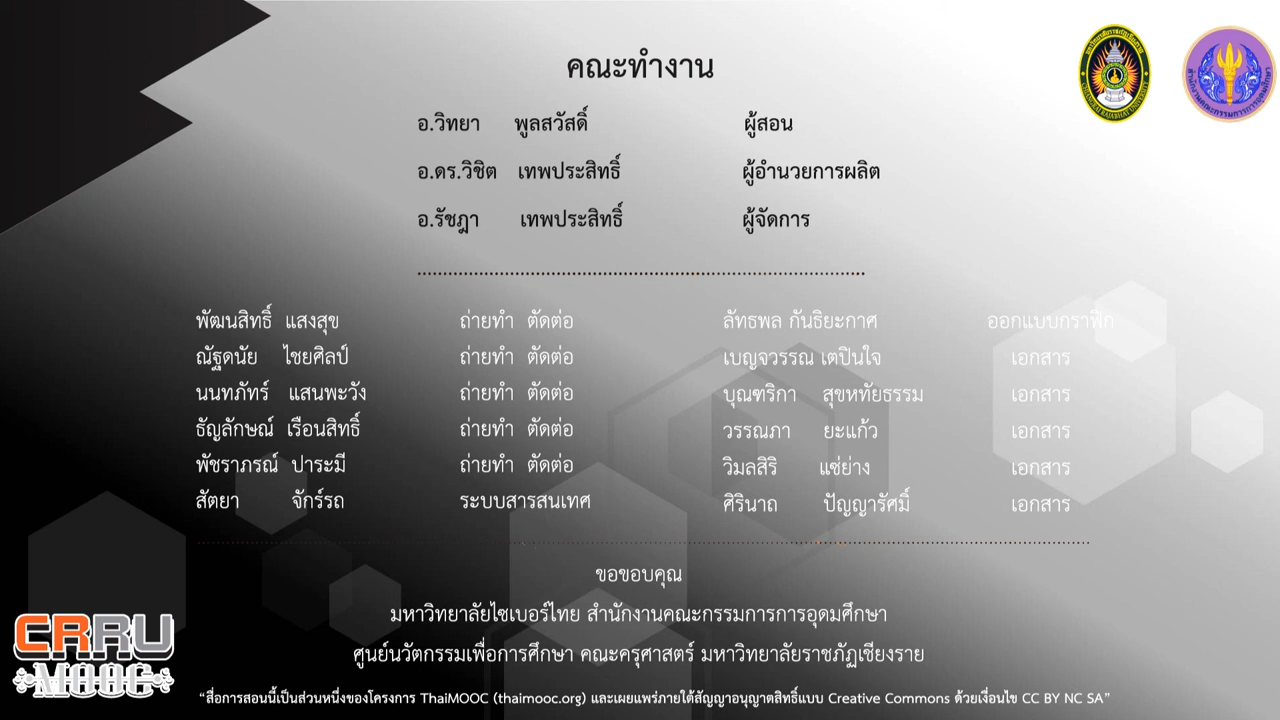 คณะทำงาน
อ.วิทยา พูลสวัสดิ์ ผู้สอน
อ.ดร.วิชิต เทพประสิทธิ์ ผู้อำนวยการผลิต
อ.รัชฎา เทพประสิทธิ์ ผู้จัดการ
พัฒนสิทธิ์ แสงสุข ถ่ายทำ ตัดต่อ
ณัฐดนัย ไชยศิลป์ ถ่ายทำ ตัดต่อ
นนทภัทร์ แสนพะวัง ถ่ายทำ ตัดต่อ
ธัญลักษณ์ เรือนสิทธิ์ ถ่ายทำ ตัดต่อ
พัชราภรณ์ ปาระมี ถ่ายทำ ตัดต่อ
สัตยา จักร์รถ ระบบสารสนเทศ
ลัทธพล กันธิยะกาศ ออกแบบกราฟิก
เบญจวรรณ เตปินใจ เอกสาร
บุณฑริกา สุขหทัยธรรม เอกสาร
วรรณภา ยะแก้ว เอกสาร
วิมลสิริ แซ่ย่าง เอกสาร
ศิรินาถ ปัญญารัศมิ์ เอกสาร
ขอขอบคุณ
มหาวิทยาลัยไซเบอร์ไทย สำนักงานคณะกรรมการการอุดมศึกษา
ศูนย์นวัตกรรมเพื่อการศึกษา คณะครุศาสตร์ มหาวิทยาลัยราชภัฏเชียงราย
CRRU
MOOC
“สื่อการสอนนี้เป็นส่วนหนึ่งของโครงการ ThaiMOOC (thaimooc.org) และเผยแพร่ภายใต้สัญญาอนุญาตสิทธิ์แบบ Creative Commons ด้วยเงื่อนไข CC BY NC SA”